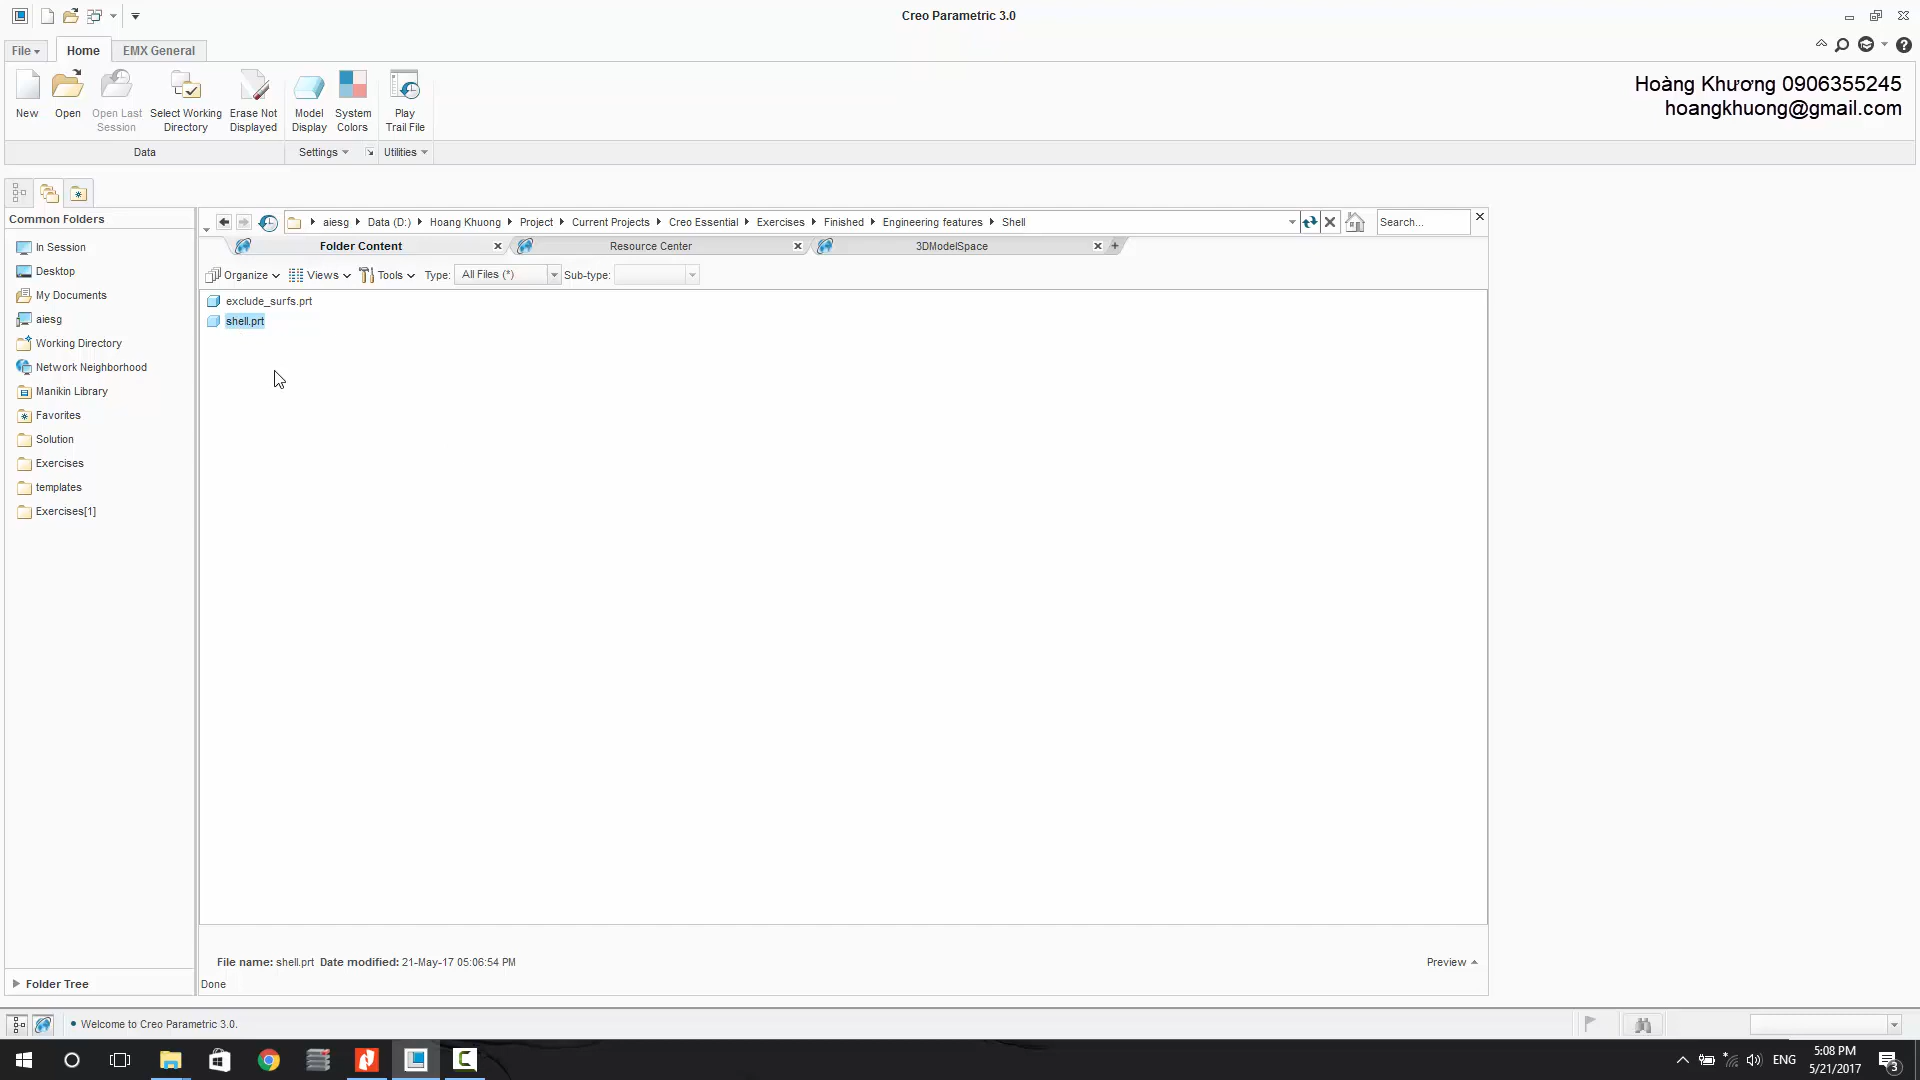 Creo Parametric 3.0
File
Home
EMX General
New
Open
Open Last
Session
Select Working
Directory
Erase Not
Displayed
Model
Display
System
Colors
Play
Trail File
Data
Settings
Utilities
Hoàng Khương 0906355245
hoangkhuong@gmail.com
Common Folders
In Session
Desktop
My Documents
aiesg
Working Directory
Network Neighborhood
Manikin Library
Favorites
Solution
Exercises
templates
Exercises[1]
Folder Tree
aiesg
Data (D:)
Hoang Khuong
Project
Current Projects
Creo Essential
Exercises
Finished
Engineering features
Shell
Search...
Folder Content
Resource Center
3DModelSpace
Organize
Views
Tools
Type:
All Files (*)
Sub-type:
exclude_surfs.prt
shell.prt
File name: shell.prt Date modified: 21-May-17 05:06:54 PM
Preview
Done
Welcome to Creo Parametric 3.0.
ENG
5:08 PM
5/21/2017
3